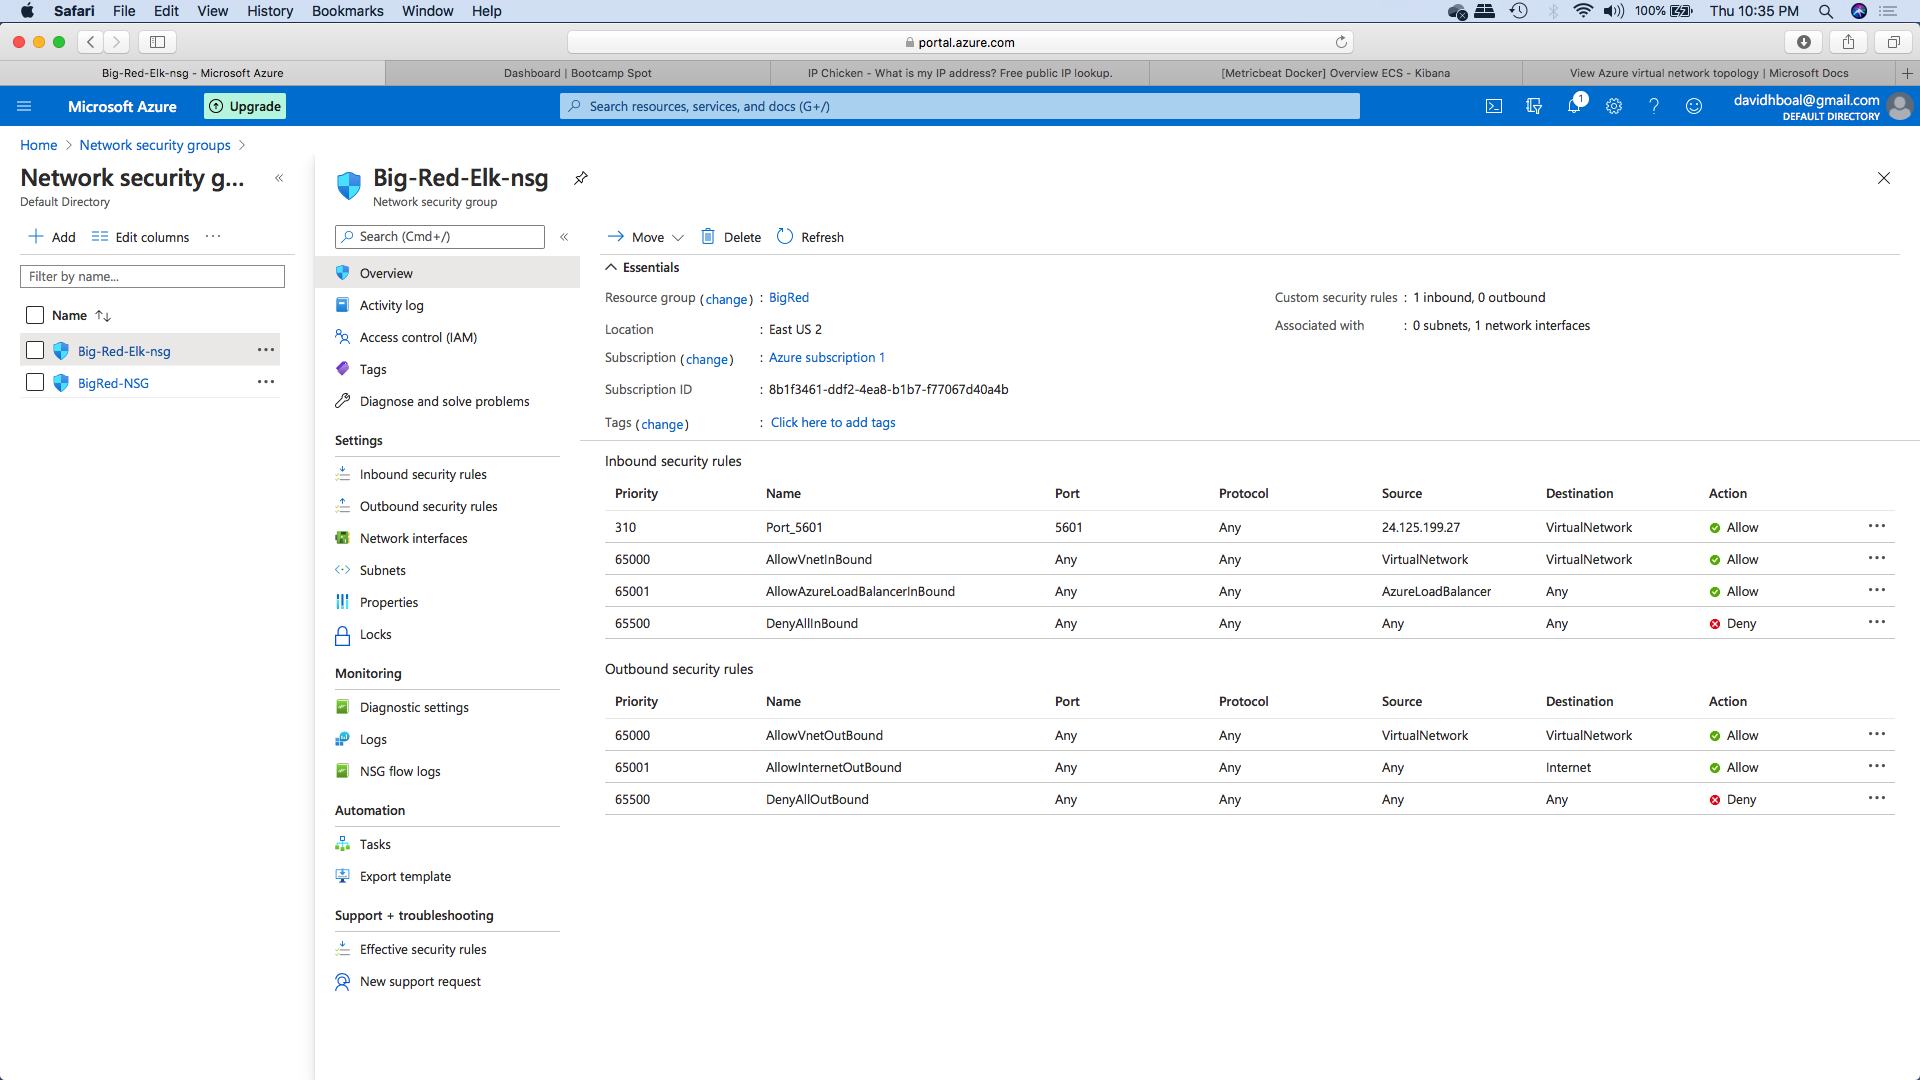 Safari File Edit View History Bookmarks Window Help 100% Thu 10:35 PM
portal.azure.com
Big-Red-Elk-nsg - Microsoft Azure
Dashboard | Bootcamp Spot
IP Chicken - What is my IP address? Free public IP lookup.
[Metricbeat Docker] Overview ECS - Kibana
View Azure virtual network topology | Microsoft Docs
Microsoft Azure
Upgrade
Search resources, services, and docs (G+/)
1
davidhboal@gmail.com
DEFAULT DIRECTORY
Home > Network security groups >
Network security g...
Default Directory
Add Edit columns ...
Filter by name...
Name
Big-Red-Elk-nsg ...
BigRed-NSG ...
Big-Red-Elk-nsg
Network security group
Search (Cmd+/)
Overview
Activity log
Access control (IAM)
Tags
Diagnose and solve problems
Settings
Inbound security rules
Outbound security rules
Network interfaces
Subnets
Properties
Locks
Monitoring
Diagnostic settings
Logs
NSG flow logs
Automation
Tasks
Export template
Support + troubleshooting
Effective security rules
New support request
Move Delete Refresh
Essentials
Resource group (change) : BigRed
Location : East US 2
Subscription (change) : Azure subscription 1
Subscription ID : 8b1f3461-ddf2-4ea8-b1b7-f77067d40a4b
Tags (change) : Click here to add tags
Custom security rules : 1 inbound, 0 outbound
Associated with : 0 subnets, 1 network interfaces
Inbound security rules
Priority Name Port Protocol Source Destination Action
310 Port_5601 5601 Any 24.125.199.27 VirtualNetwork Allow ...
65000 AllowVnetInBound Any Any VirtualNetwork VirtualNetwork Allow ...
65001 AllowAzureLoadBalancerInBound Any Any AzureLoadBalancer Any Allow ...
65500 DenyAllInBound Any Any Any Any Deny ...
Outbound security rules
Priority Name Port Protocol Source Destination Action
65000 AllowVnetOutBound Any Any VirtualNetwork VirtualNetwork Allow ...
65001 AllowInternetOutBound Any Any Any Internet Allow ...
65500 DenyAllOutBound Any Any Any Any Deny ...